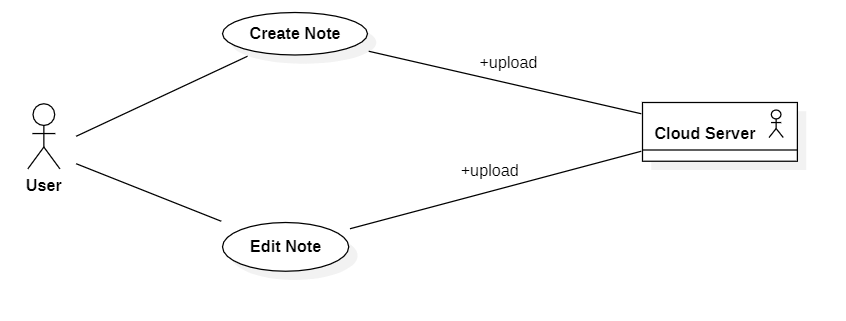 Create Note
+upload
Cloud Server
User
+upload
Edit Note